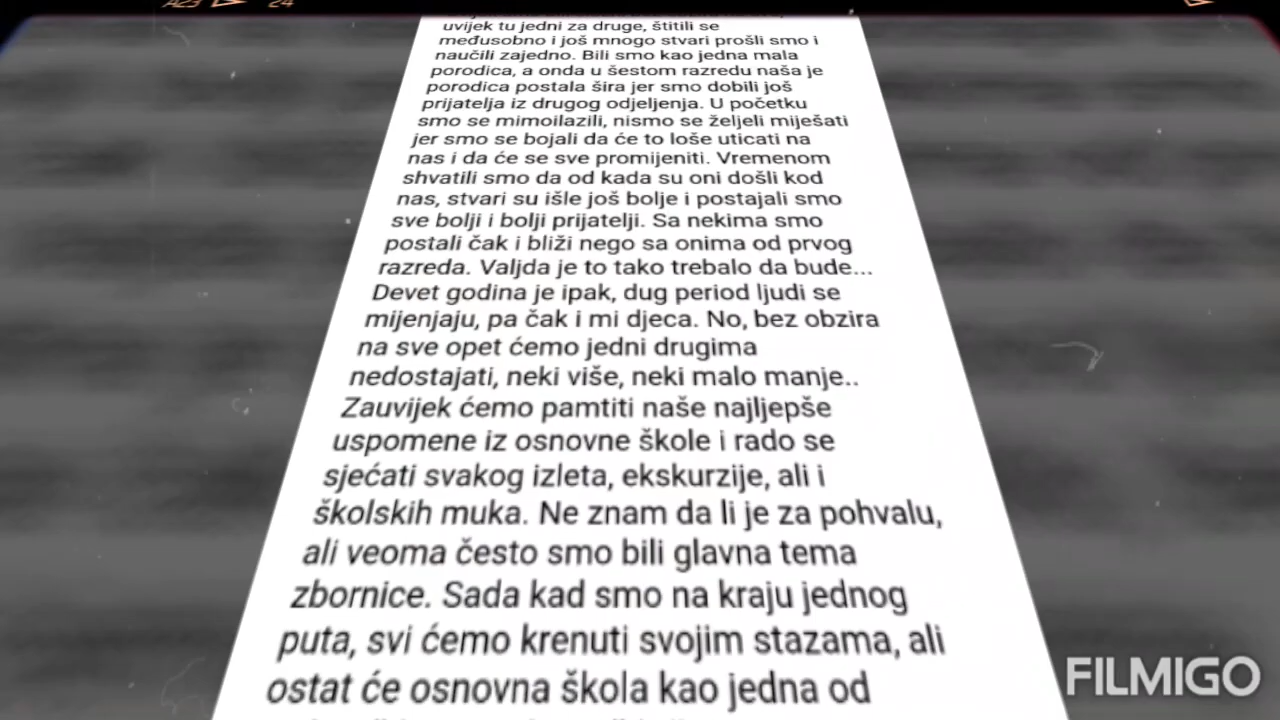 A23
24
uvijek tu jedni za druge, štitili se
međusobno i još mnogo stvari prošli smo i
naučili zajedno. Bili smo kao jedna mala
porodica, a onda u šestom razredu naša je
porodica postala šira jer smo dobili još
prijatelja iz drugog odjeljenja. U početku
smo se mimoilazili, nismo se željeli miješati
jer smo se bojali da će to loše uticati na
nas i da će se sve promijeniti. Vremenom
shvatili smo da od kada su oni došli kod
nas, stvari su išle još bolje i postajali smo
sve bolji i bolji prijatelji. Sa nekima smo
postali čak i bliži nego sa onima od prvog
razreda. Valjda je to tako trebalo da bude...
Devet godina je ipak, dug period ljudi se
mijenjaju, pa čak i mi djeca. No, bez obzira
na sve opet ćemo jedni drugima
nedostajati, neki više, neki malo manje..
Zauvijek ćemo pamtiti naše najljepše
uspomene iz osnovne škole i rado se
sjećati svakog izleta, ekskurzije, ali i
školskih muka. Ne znam da li je za pohvalu,
ali veoma često smo bili glavna tema
zbornice. Sada kad smo na kraju jednog
puta, svi ćemo krenuti svojim stazama, ali
ostat će osnovna škola kao jedna od
FILMIGO